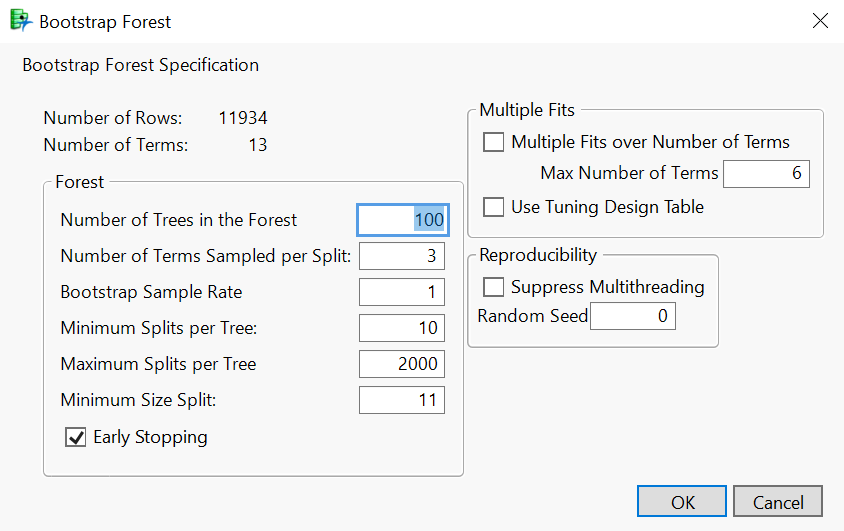 Bootstrap Forest
Bootstrap Forest Specification
Number of Rows: 11934
Number of Terms: 13
Forest
Number of Trees in the Forest 100
Number of Terms Sampled per Split: 3
Bootstrap Sample Rate 1
Minimum Splits per Tree: 10
Maximum Splits per Tree 2000
Minimum Size Split: 11
Early Stopping
Multiple Fits
Multiple Fits over Number of Terms
Max Number of Terms 6
Use Tuning Design Table
Reproducibility
Suppress Multithreading
Random Seed 0
OK Cancel